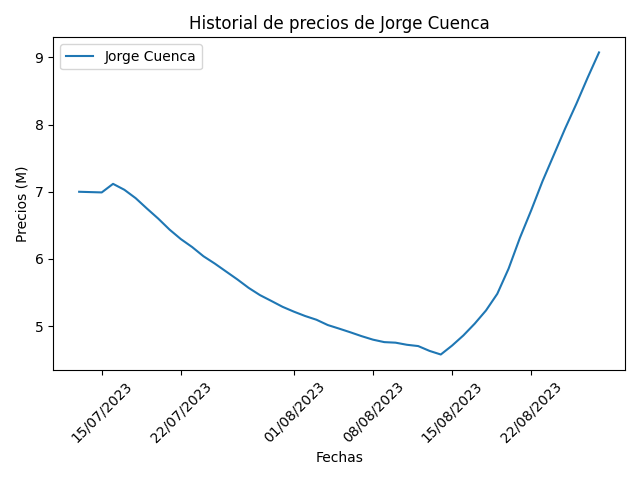 Historial de precios de Jorge Cuenca
Jorge Cuenca
9
8
7
6
5
Precios (M)
15/07/2023
22/07/2023
01/08/2023
08/08/2023
15/08/2023
22/08/2023
Fechas